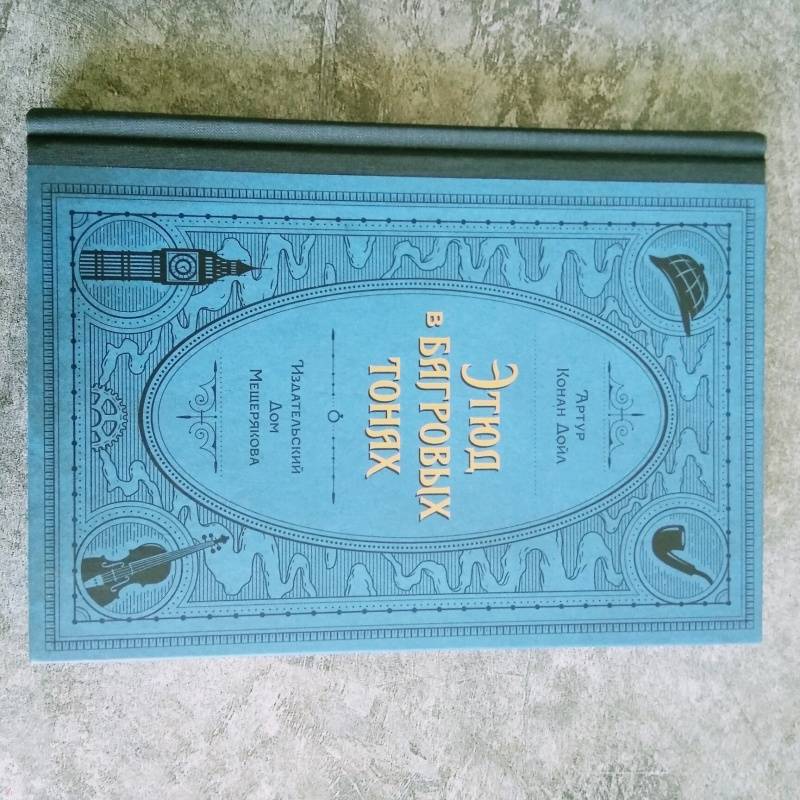 Артур
Конан Дойл
Этюд
в багровых
тонах
Издательский
Дом
Мещерякова